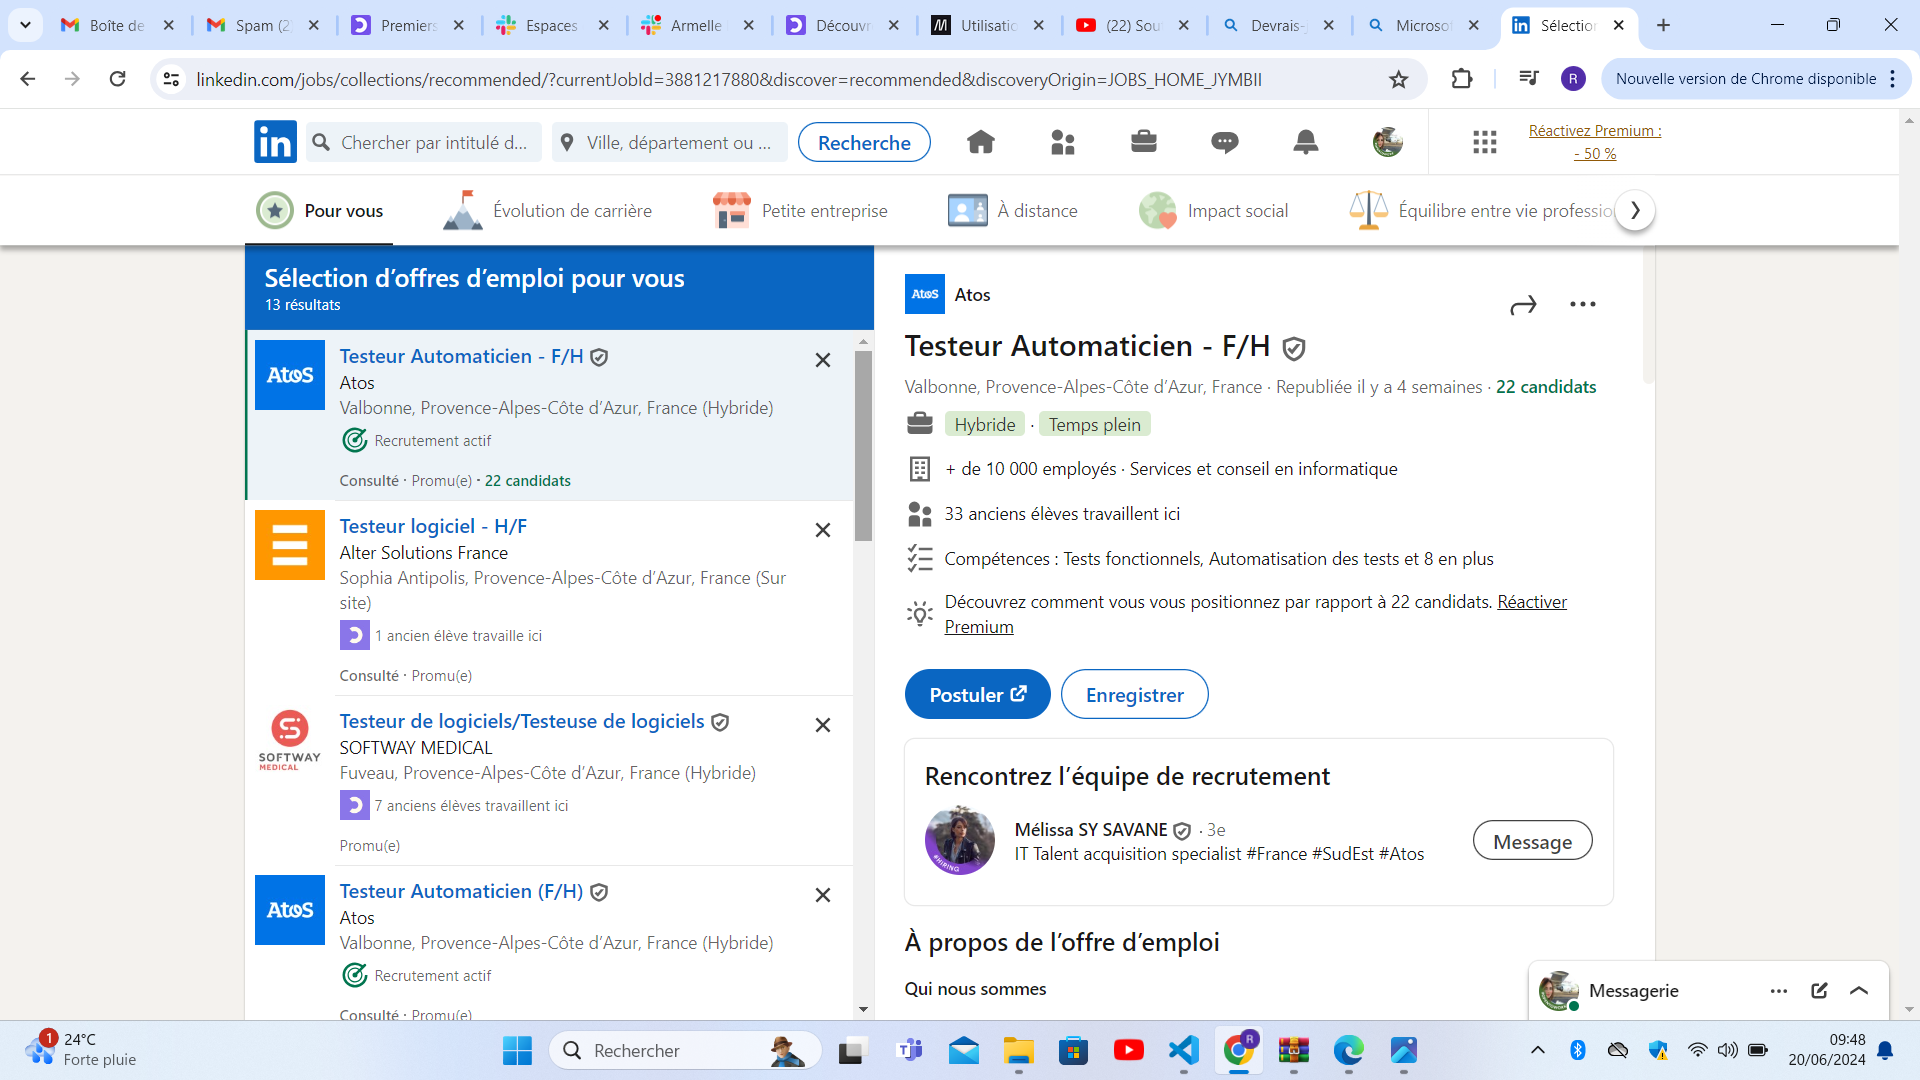 Boîte de
Spam (2
Premiers
Espaces
Armelle
Découvr
Utilisatio
(22) Sou
Devrais-j
Microsof
Sélection
linkedin.com/jobs/collections/recommended/?currentJobId=3881217880&discover=recommended&discoveryOrigin=JOBS_HOME_JYMBII
R
Nouvelle version de Chrome disponible
in
Chercher par intitulé d...
Ville, département ou ...
Recherche
Réactivez Premium :
- 50 %
Pour vous
Évolution de carrière
Petite entreprise
À distance
Impact social
Équilibre entre vie professio
Sélection d’offres d’emploi pour vous
13 résultats
Atos
Testeur Automaticien - F/H
Atos
Valbonne, Provence-Alpes-Côte d’Azur, France (Hybride)
Recrutement actif
Consulté · Promu(e) · 22 candidats
Testeur logiciel - H/F
Alter Solutions France
Sophia Antipolis, Provence-Alpes-Côte d’Azur, France (Sur
site)
1 ancien élève travaille ici
Consulté · Promu(e)
SOFTWAY
MEDICAL
Testeur de logiciels/Testeuse de logiciels
SOFTWAY MEDICAL
Fuveau, Provence-Alpes-Côte d’Azur, France (Hybride)
7 anciens élèves travaillent ici
Promu(e)
Atos
Testeur Automaticien (F/H)
Atos
Valbonne, Provence-Alpes-Côte d’Azur, France (Hybride)
Recrutement actif
Consulté · Promu(e)
Atos
Atos
Testeur Automaticien - F/H
Valbonne, Provence-Alpes-Côte d’Azur, France · Republiée il y a 4 semaines · 22 candidats
Hybride · Temps plein
+ de 10 000 employés · Services et conseil en informatique
33 anciens élèves travaillent ici
Compétences : Tests fonctionnels, Automatisation des tests et 8 en plus
Découvrez comment vous vous positionnez par rapport à 22 candidats. Réactiver
Premium
Postuler
Enregistrer
Rencontrez l’équipe de recrutement
#HIRING
Mélissa SY SAVANE · 3e
IT Talent acquisition specialist #France #SudEst #Atos
Message
À propos de l’offre d’emploi
Qui nous sommes
Messagerie
1
24°C
Forte pluie
Rechercher
R
09:48
20/06/2024